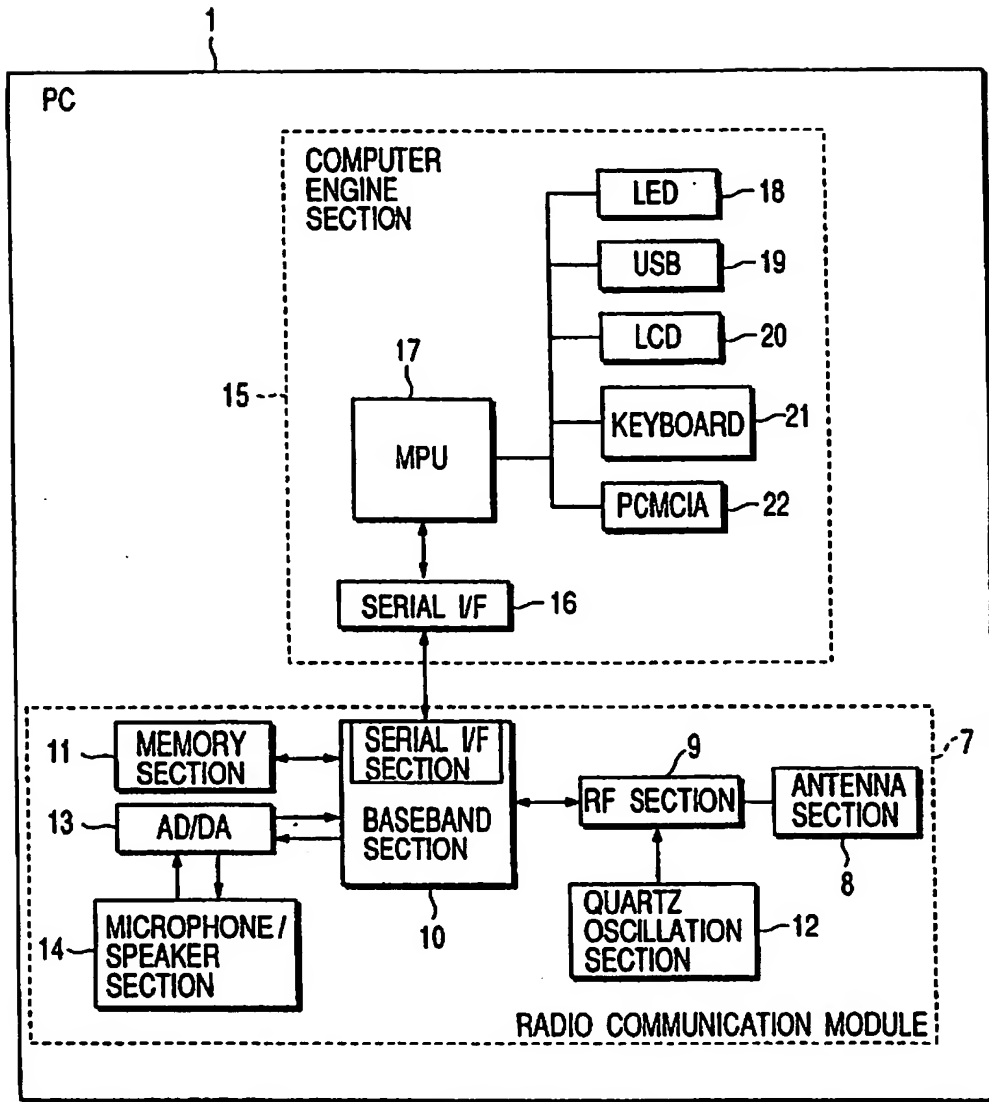 1
PC
COMPUTER
ENGINE
SECTION
LED
18
USB
19
LCD
20
17
15
MPU
KEYBOARD
21
PCMCIA
22
SERIAL I/F
16
11
MEMORY
SECTION
SERIAL I/F
SECTION
9
7
13
AD/DA
BASEBAND
SECTION
RF SECTION
ANTENNA
SECTION
8
14
MICROPHONE/
SPEAKER
SECTION
10
QUARTZ
OSCILLATION
SECTION
12
RADIO COMMUNICATION MODULE